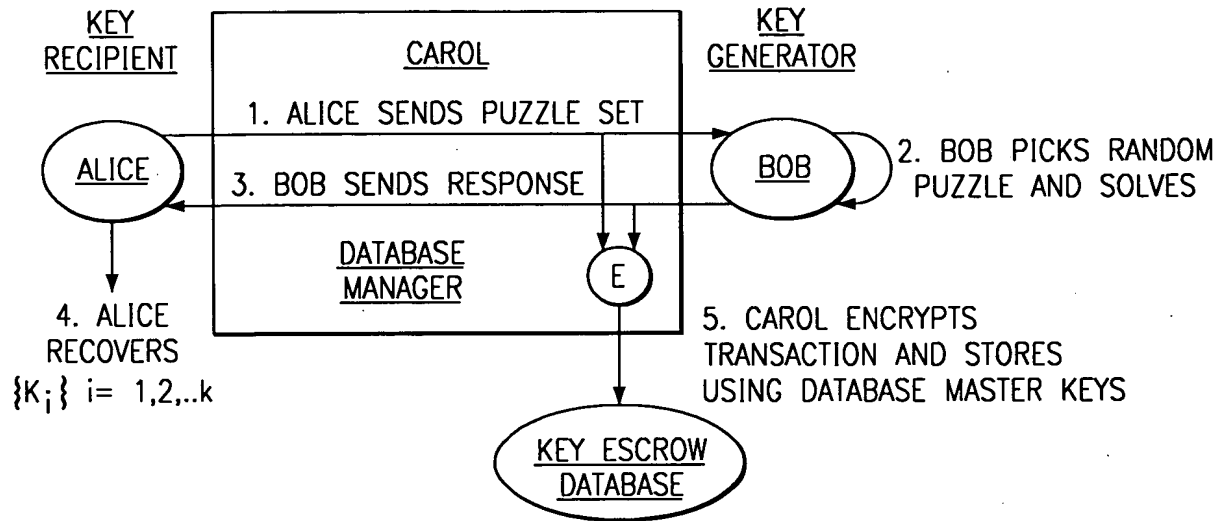 KEY
RECIPIENT
CAROL
KEY
GENERATOR
1. ALICE SENDS PUZZLE SET
ALICE
BOB
2. BOB PICKS RANDOM
PUZZLE AND SOLVES
3. BOB SENDS RESPONSE
DATABASE
MANAGER
E
4. ALICE
RECOVERS
{K_i} i= 1,2,..k
5. CAROL ENCRYPTS
TRANSACTION AND STORES
USING DATABASE MASTER KEYS
KEY ESCROW
DATABASE